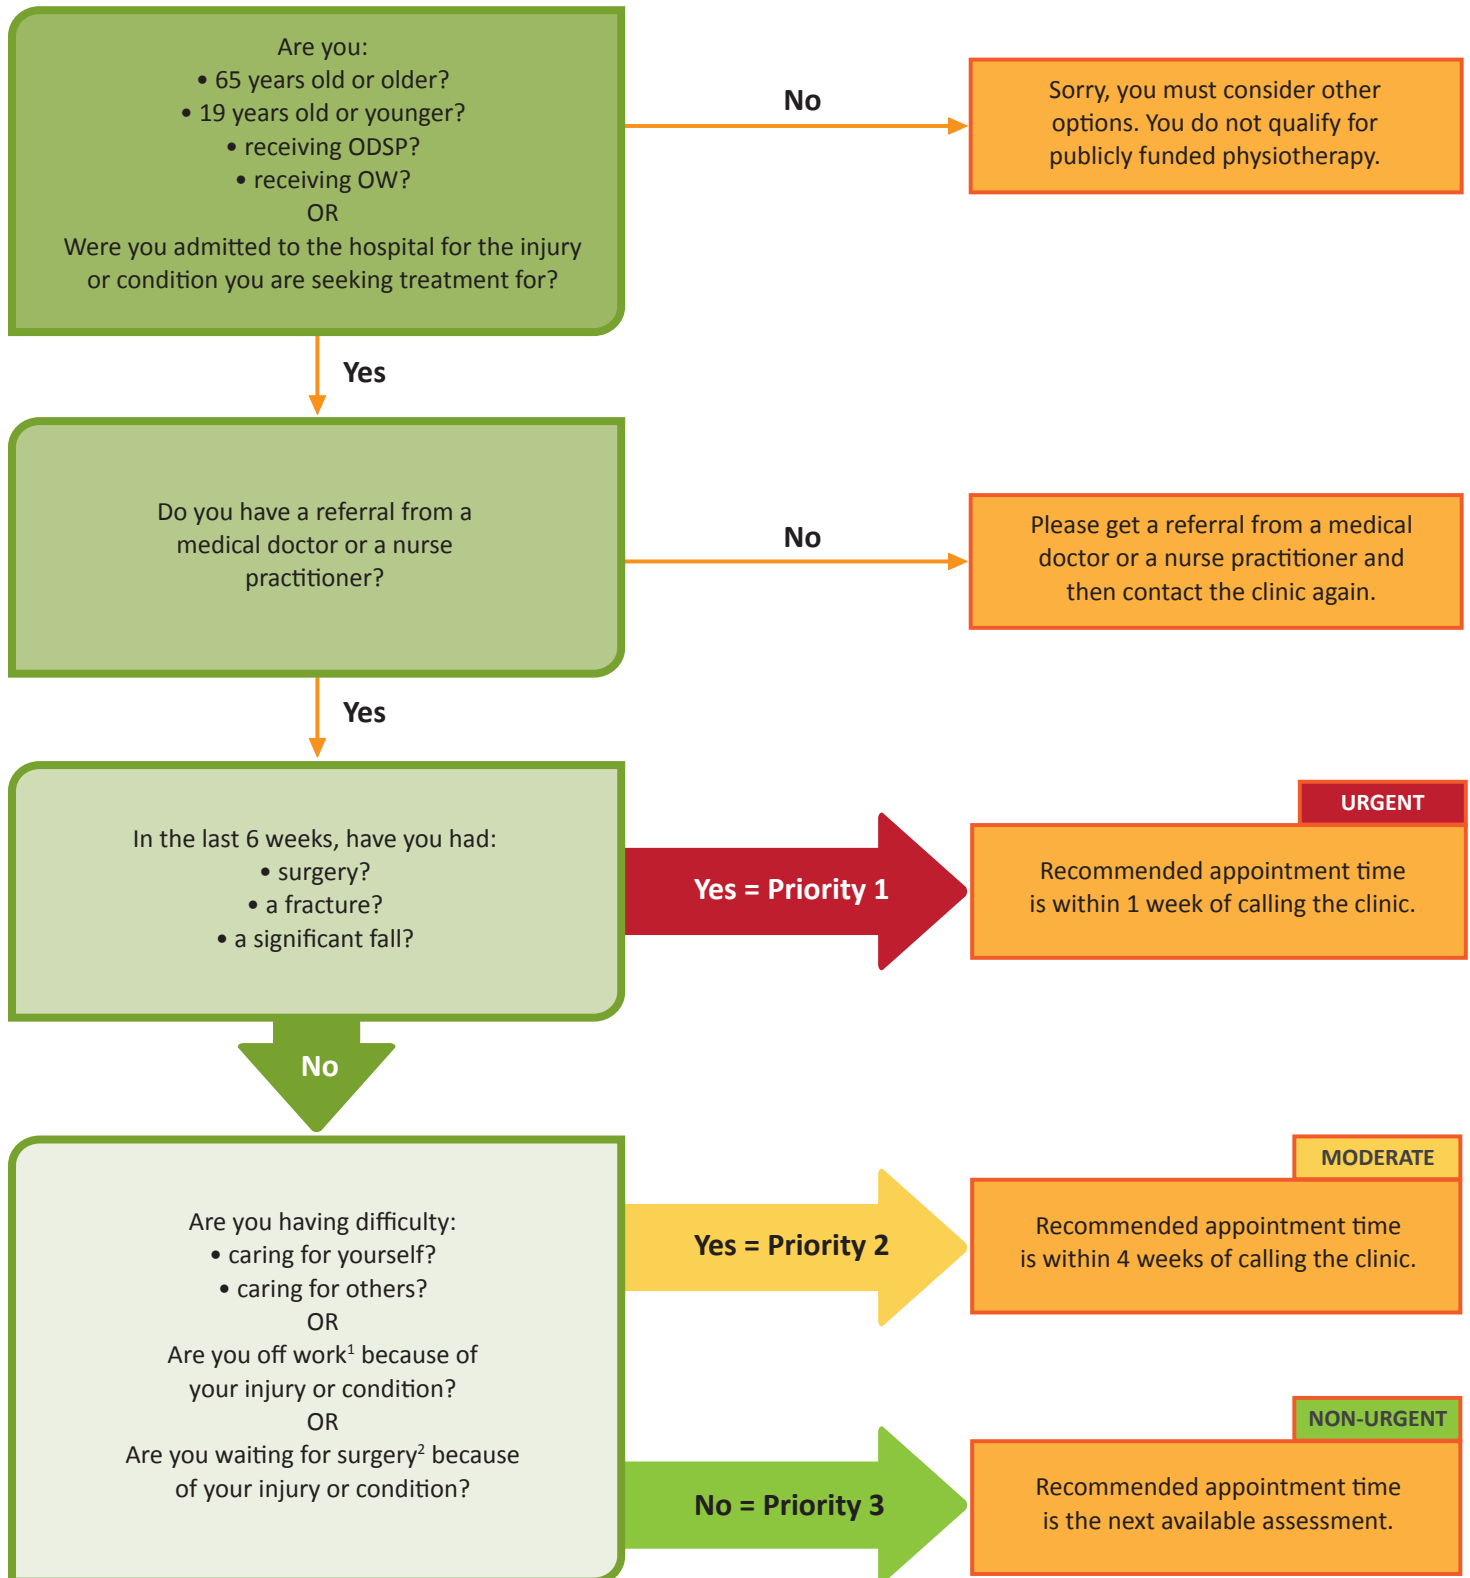 Are you:
• 65 years old or older?
• 19 years old or younger?
• receiving ODSP?
• receiving OW?
OR
Were you admitted to the hospital for the injury
or condition you are seeking treatment for?
No
Sorry, you must consider other
options. You do not qualify for
publicly funded physiotherapy.
Yes
Do you have a referral from a
medical doctor or a nurse
practitioner?
No
Please get a referral from a medical
doctor or a nurse practitioner and
then contact the clinic again.
Yes
In the last 6 weeks, have you had:
• surgery?
• a fracture?
• a significant fall?
Yes = Priority 1
URGENT
Recommended appointment time
is within 1 week of calling the clinic.
No
Are you having difficulty:
• caring for yourself?
• caring for others?
OR
Are you off work¹ because of
your injury or condition?
OR
Are you waiting for surgery² because
of your injury or condition?
Yes = Priority 2
MODERATE
Recommended appointment time
is within 4 weeks of calling the clinic.
No = Priority 3
NON-URGENT
Recommended appointment time
is the next available assessment.